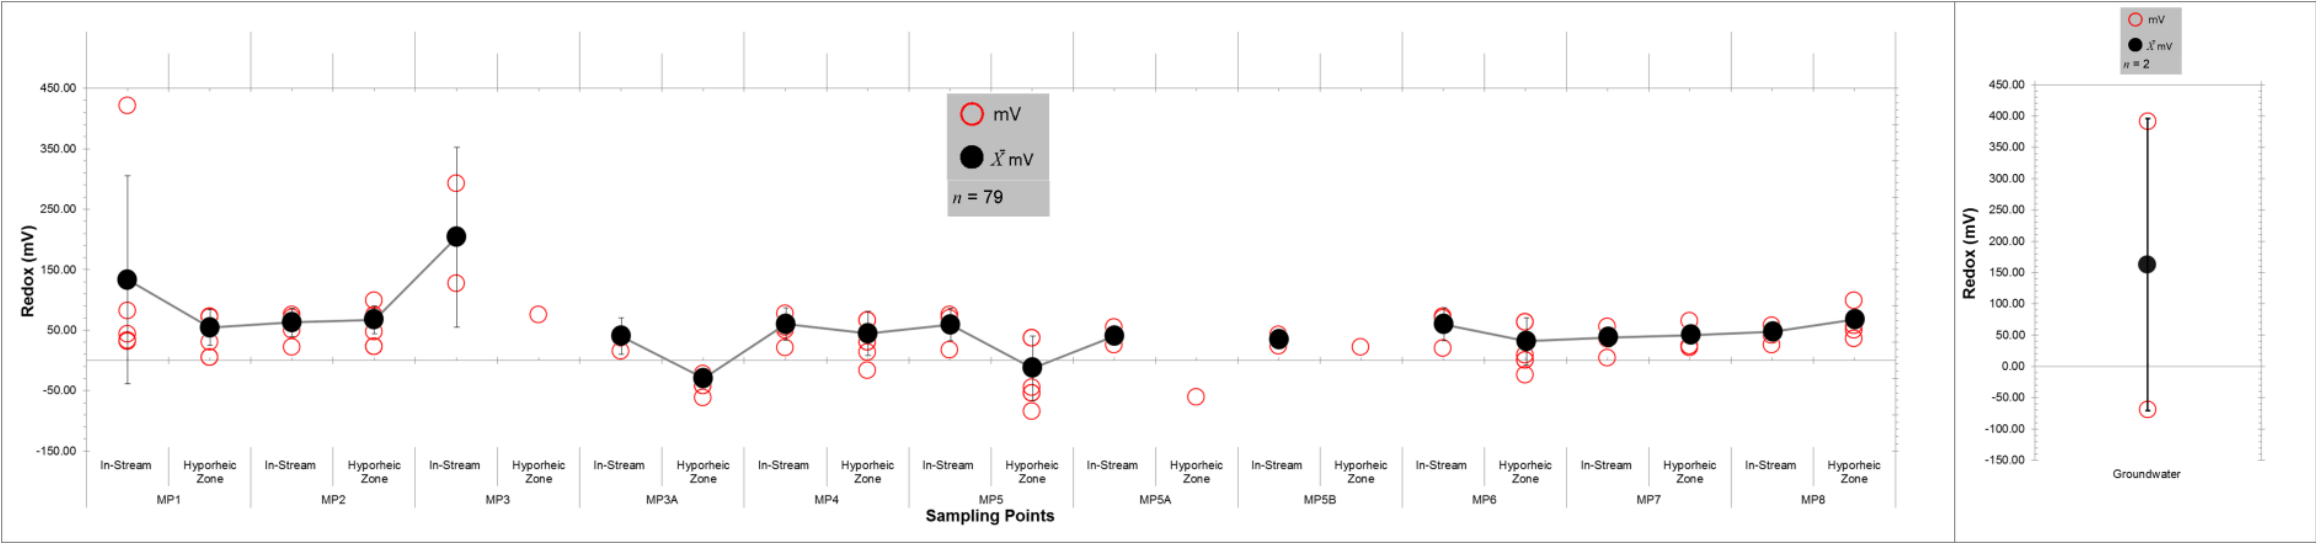 mV
X̄ mV
n = 79
450.00
350.00
250.00
150.00
50.00
-50.00
-150.00
Redox (mV)
In-Stream Hyporheic Zone In-Stream Hyporheic Zone In-Stream Hyporheic Zone In-Stream Hyporheic Zone In-Stream Hyporheic Zone In-Stream Hyporheic Zone In-Stream Hyporheic Zone In-Stream Hyporheic Zone In-Stream Hyporheic Zone In-Stream Hyporheic Zone In-Stream Hyporheic Zone
MP1 MP2 MP3 MP3A MP4 MP5 MP5A MP5B MP6 MP7 MP8
Sampling Points
mV
X̄ mV
n = 2
450.00
400.00
350.00
300.00
250.00
200.00
150.00
100.00
50.00
0.00
-50.00
-100.00
-150.00
Redox (mV)
Groundwater